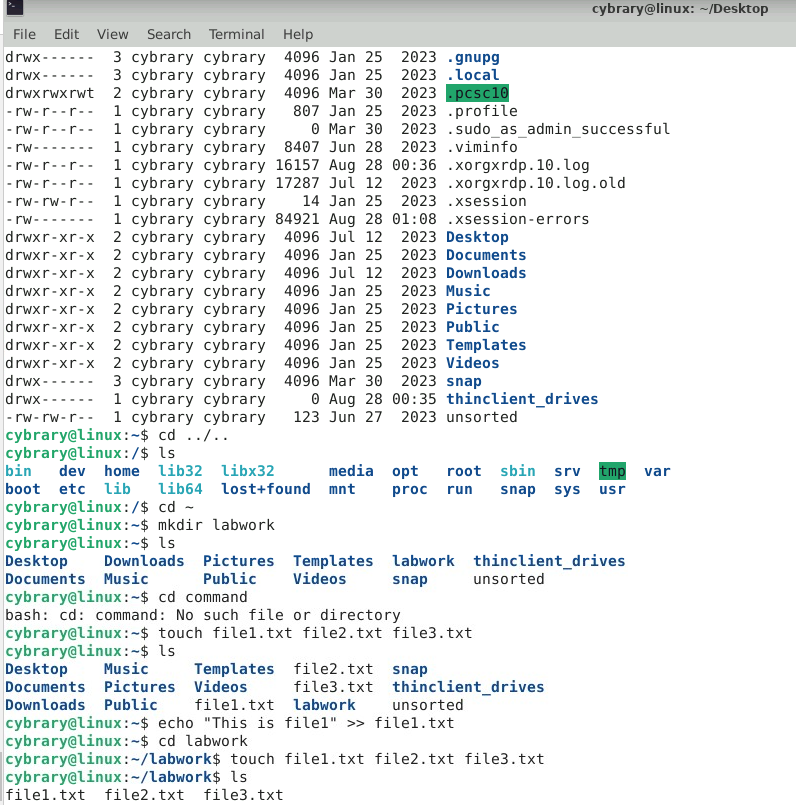 cybrary@linux: ~/Desktop
File Edit View Search Terminal Help
drwx------  3 cybrary cybrary  4096 Jan 25  2023 .gnupg
drwx------  3 cybrary cybrary  4096 Jan 25  2023 .local
drwxrwxrwt  2 cybrary cybrary  4096 Mar 30  2023 .pcsc10
-rw-r--r--  1 cybrary cybrary   807 Jan 25  2023 .profile
-rw-r--r--  1 cybrary cybrary     0 Mar 30  2023 .sudo_as_admin_successful
-rw-------  1 cybrary cybrary  8407 Jun 28  2023 .viminfo
-rw-r--r--  1 cybrary cybrary 16157 Aug 28 00:36 .xorgxrdp.10.log
-rw-r--r--  1 cybrary cybrary 17287 Jul 12  2023 .xorgxrdp.10.log.old
-rw-rw-r--  1 cybrary cybrary    14 Jan 25  2023 .xsession
-rw-------  1 cybrary cybrary 84921 Aug 28 01:08 .xsession-errors
drwxr-xr-x  2 cybrary cybrary  4096 Jul 12  2023 Desktop
drwxr-xr-x  2 cybrary cybrary  4096 Jan 25  2023 Documents
drwxr-xr-x  2 cybrary cybrary  4096 Jul 12  2023 Downloads
drwxr-xr-x  2 cybrary cybrary  4096 Jan 25  2023 Music
drwxr-xr-x  2 cybrary cybrary  4096 Jan 25  2023 Pictures
drwxr-xr-x  2 cybrary cybrary  4096 Jan 25  2023 Public
drwxr-xr-x  2 cybrary cybrary  4096 Jan 25  2023 Templates
drwxr-xr-x  2 cybrary cybrary  4096 Jan 25  2023 Videos
drwx------  3 cybrary cybrary  4096 Mar 30  2023 snap
drwx------  1 cybrary cybrary     0 Aug 28 00:35 thinclient_drives
-rw-rw-r--  1 cybrary cybrary   123 Jun 27  2023 unsorted
cybrary@linux:~$ cd ../..
cybrary@linux:/$ ls
bin   dev  home  lib32  libx32      media  opt   root  sbin  srv  tmp  var
boot  etc  lib   lib64  lost+found  mnt    proc  run   snap  sys  usr
cybrary@linux:/$ cd ~
cybrary@linux:~$ mkdir labwork
cybrary@linux:~$ ls
Desktop    Downloads  Pictures  Templates  labwork  thinclient_drives
Documents  Music      Public    Videos     snap     unsorted
cybrary@linux:~$ cd command
bash: cd: command: No such file or directory
cybrary@linux:~$ touch file1.txt file2.txt file3.txt
cybrary@linux:~$ ls
Desktop    Music     Templates  file2.txt  snap
Documents  Pictures  Videos     file3.txt  thinclient_drives
Downloads  Public    file1.txt  labwork    unsorted
cybrary@linux:~$ echo "This is file1" >> file1.txt
cybrary@linux:~$ cd labwork
cybrary@linux:~/labwork$ touch file1.txt file2.txt file3.txt
cybrary@linux:~/labwork$ ls
file1.txt  file2.txt  file3.txt